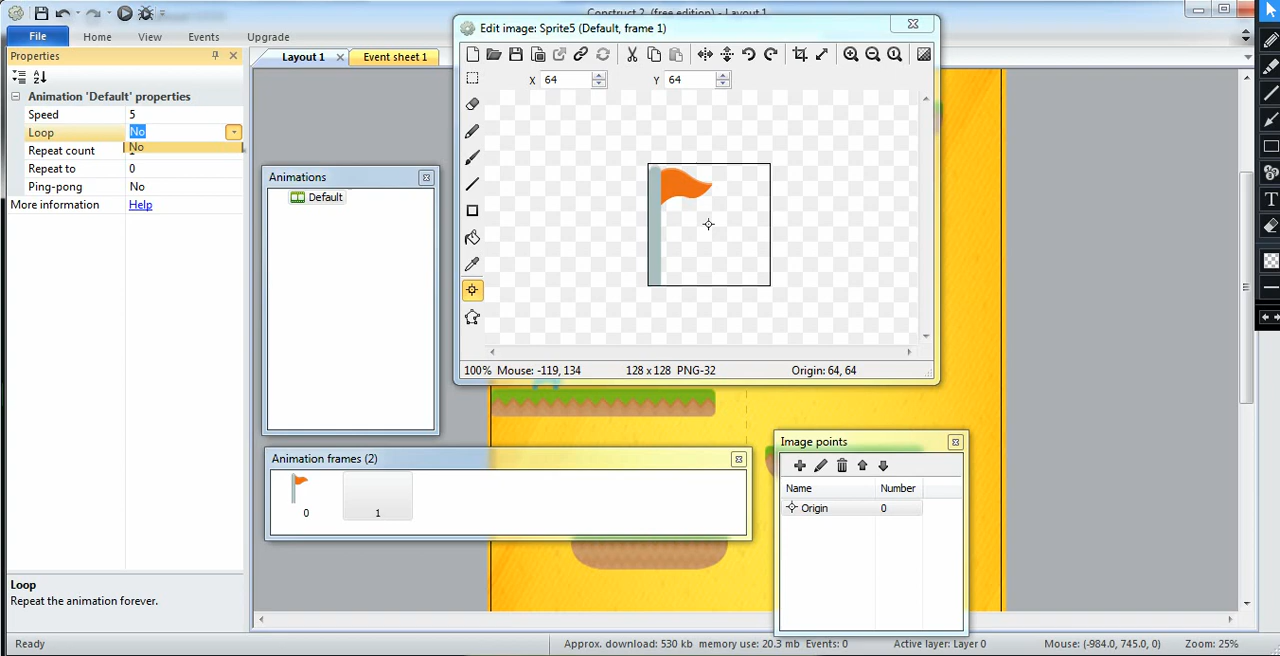 Construct 2 (free edition) - Layout 1
File Home View Events Upgrade
Properties
Animation 'Default' properties
Speed 5
Loop No
No
Repeat count
Repeat to 0
Ping-pong No
More information Help
Loop
Repeat the animation forever.
Layout 1 Event sheet 1
Animations
Default
Edit image: Sprite5 (Default, frame 1)
X 64 Y 64
100% Mouse: -119, 134 128 x 128 PNG-32 Origin: 64, 64
Animation frames (2)
0 1
Image points
Name Number
Origin 0
Ready Approx. download: 530 kb memory use: 20.3 mb Events: 0 Active layer: Layer 0 Mouse: (-984.0, 745.0, 0) Zoom: 25%